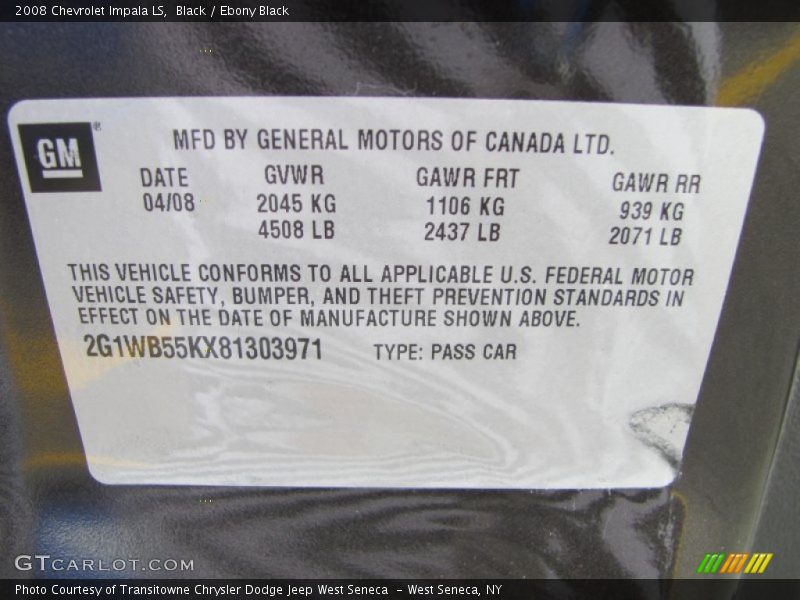 2008 Chevrolet Impala LS, Black / Ebony Black
GM ®
MFD BY GENERAL MOTORS OF CANADA LTD.
DATE GVWR GAWR FRT GAWR RR
04/08 2045 KG 1106 KG 939 KG
4508 LB 2437 LB 2071 LB
THIS VEHICLE CONFORMS TO ALL APPLICABLE U.S. FEDERAL MOTOR
VEHICLE SAFETY, BUMPER, AND THEFT PREVENTION STANDARDS IN
EFFECT ON THE DATE OF MANUFACTURE SHOWN ABOVE.
2G1WB55KX81303971 TYPE: PASS CAR
GTCARLOT.COM
Photo Courtesy of Transitowne Chrysler Dodge Jeep West Seneca - West Seneca, NY